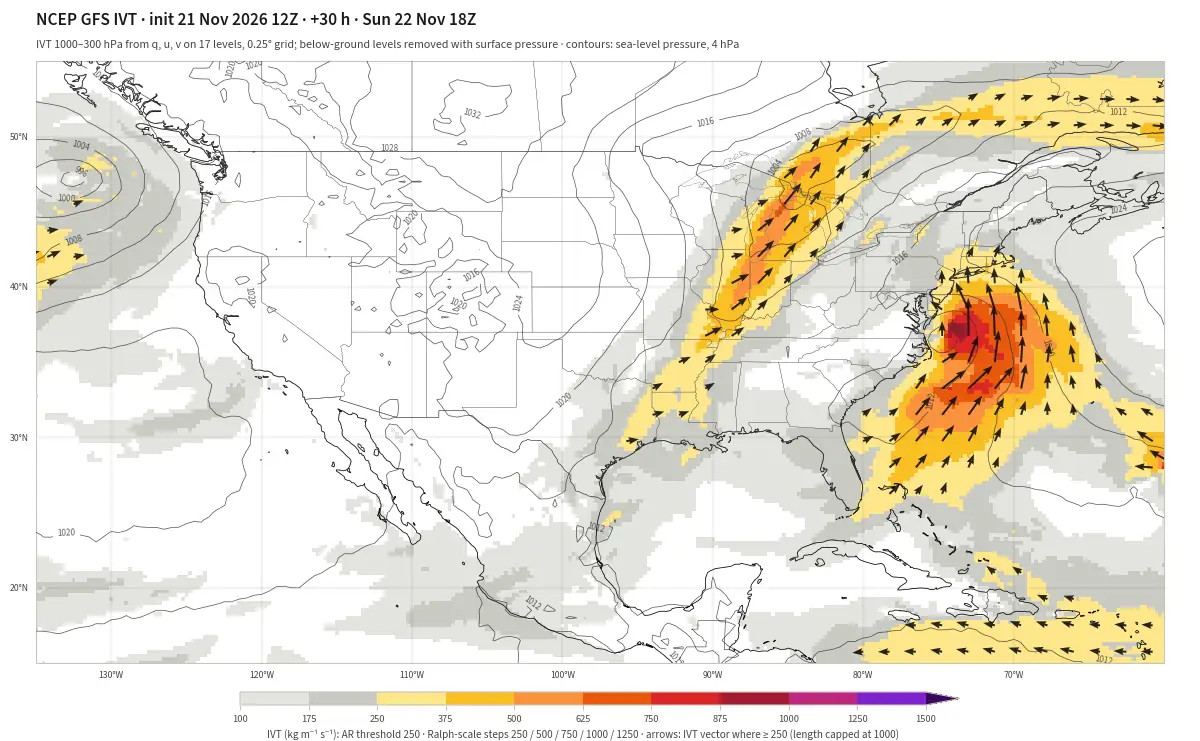 NCEP GFS IVT · init 21 Nov 2026 12Z · +30 h · Sun 22 Nov 18Z
IVT 1000–300 hPa from q, u, v on 17 levels, 0.25° grid; below-ground levels removed with surface pressure · contours: sea-level pressure, 4 hPa
1020
1020
1032
1016
1008
1012
50°N
1004
1028
1004
996
1000
1020
1024
1008
1016
1016
40°N
1020
1020
1024
1020
1012
30°N
1020
1012
20°N
1012
1012
130°W 120°W 110°W 100°W 90°W 80°W 70°W
100 175 250 375 500 625 750 875 1000 1250 1500
IVT (kg m⁻¹ s⁻¹): AR threshold 250 · Ralph-scale steps 250 / 500 / 750 / 1000 / 1250 · arrows: IVT vector where ≥ 250 (length capped at 1000)